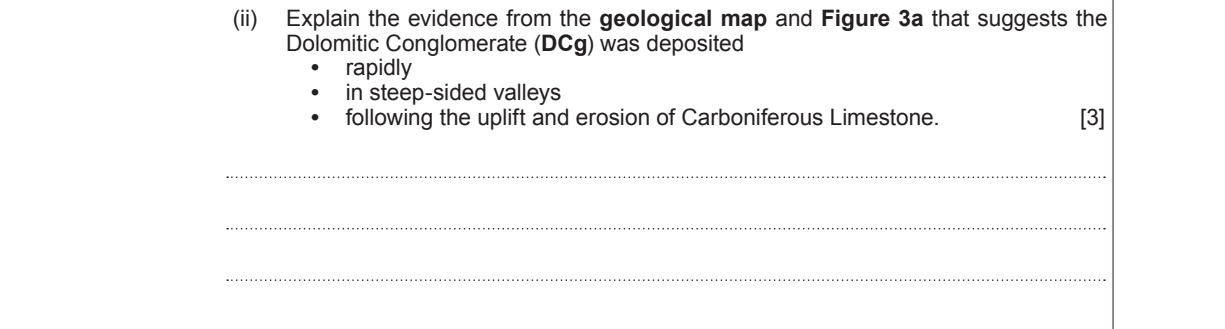 (ii) Explain the evidence from the geological map and Figure 3a that suggests the
Dolomitic Conglomerate (DCg) was deposited
• rapidly
• in steep-sided valleys
• following the uplift and erosion of Carboniferous Limestone. [3]